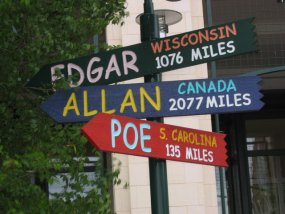 EDGAR WISCONSIN
1076 MILES
ALLAN CANADA
2077 MILES
POE S. CAROLINA
135 MILES